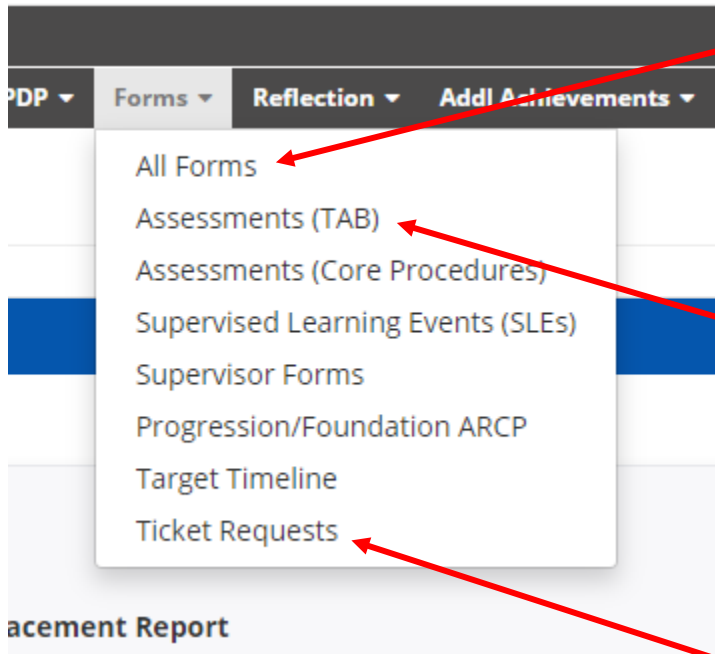 PDP Forms Reflection Addl Achievements
All Forms
Assessments (TAB)
Assessments (Core Procedures)
Supervised Learning Events (SLEs)
Supervisor Forms
Progression/Foundation ARCP
Target Timeline
Ticket Requests
acement Report